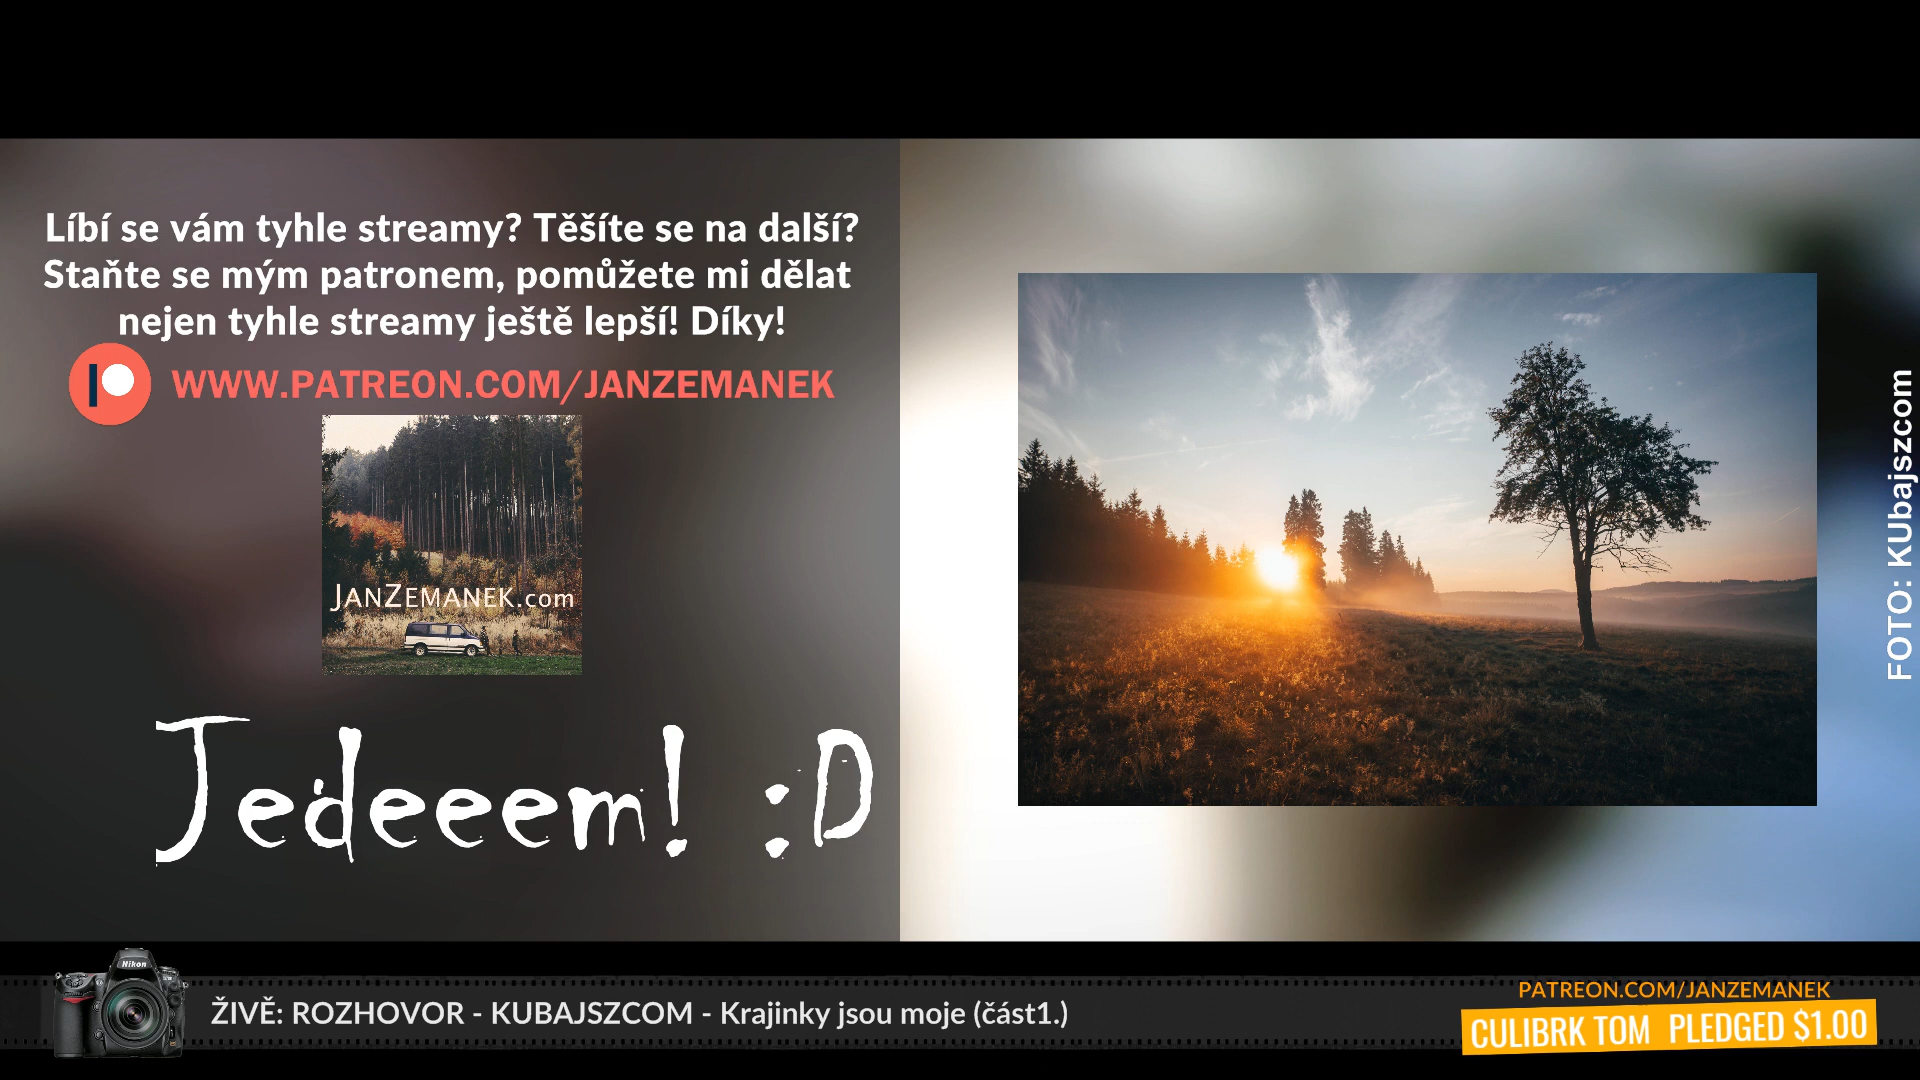 Líbí se vám tyhle streamy? Těšíte se na další?
Staňte se mým patronem, pomůžete mi dělat
nejen tyhle streamy ještě lepší! Díky!
WWW.PATREON.COM/JANZEMANEK
JANZEMANEK.com
Jedeeem! :D
FOTO: KUbajszcom
Nikon
ŽIVĚ: ROZHOVOR - KUBAJSZCOM - Krajinky jsou moje (část1.)
PATREON.COM/JANZEMANEK
CULIBRK TOM PLEDGED $1.00